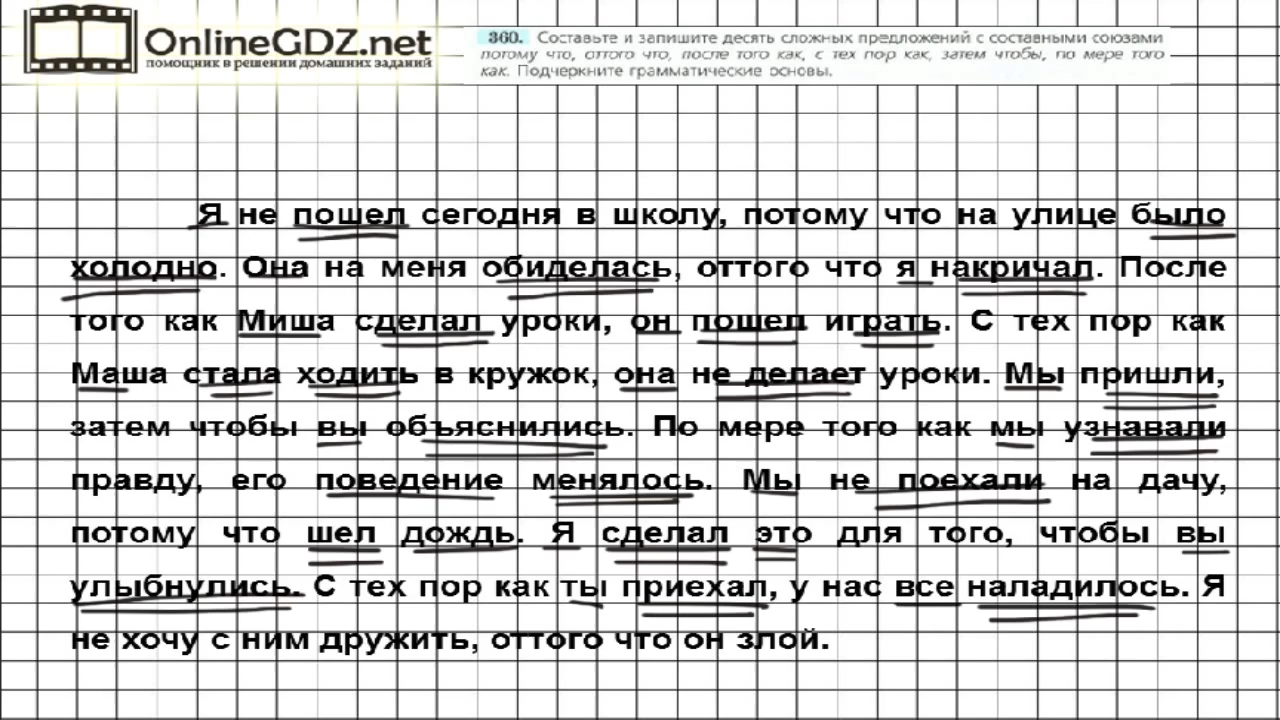 OnlineGDZ.net
помощник в решении домашних заданий
360. Составьте и запишите десять сложных предложений с составными союзами
потому что, оттого что, после того как, с тех пор как, затем чтобы, по мере того
как. Подчеркните грамматические основы.
Я не пошел сегодня в школу, потому что на улице было
холодно. Она на меня обиделась, оттого что я накричал. После
того как Миша сделал уроки, он пошел играть. С тех пор как
Маша стала ходить в кружок, она не делает уроки. Мы пришли,
затем чтобы вы объяснились. По мере того как мы узнавали
правду, его поведение менялось. Мы не поехали на дачу,
потому что шел дождь. Я сделал это для того, чтобы вы
улыбнулись. С тех пор как ты приехал, у нас все наладилось. Я
не хочу с ним дружить, оттого что он злой.